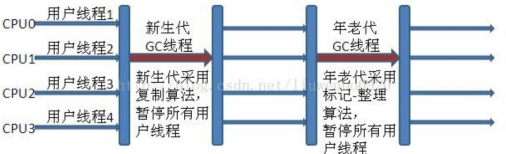 CPU0 用户线程1
CPU1 用户线程2
CPU2 用户线程3
CPU3 用户线程4
新生代
GC线程
新生代采用
复制算法，
暂停所有用
户线程
年老代
GC线程
年老代采用
标记-整理
算法，
暂停所有用
户线程